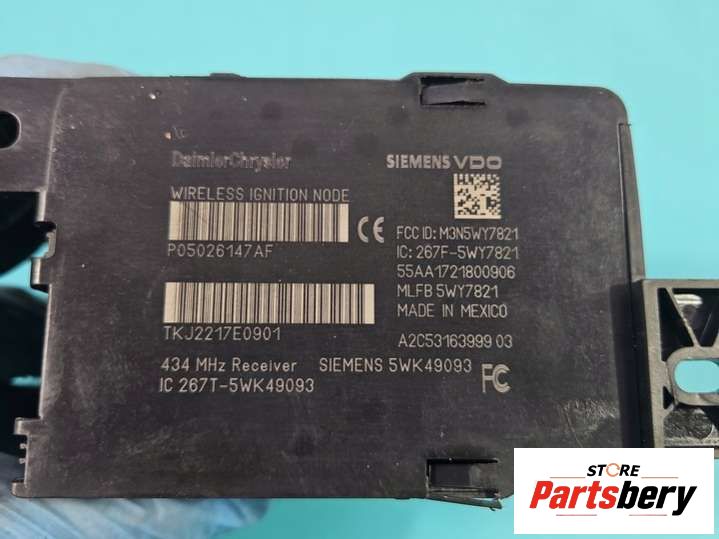 DaimlerChrysler
SIEMENS VDO
WIRELESS IGNITION NODE
P05026147AF
CE
FCC ID: M3N5WY7821
IC: 267F-5WY7821
55AA1721800906
MLFB 5WY7821
MADE IN MEXICO
TKJ2217E0901
A2C53163999 03
434 MHz Receiver SIEMENS 5WK49093
IC 267T-5WK49093
FC
STORE
Partsbery